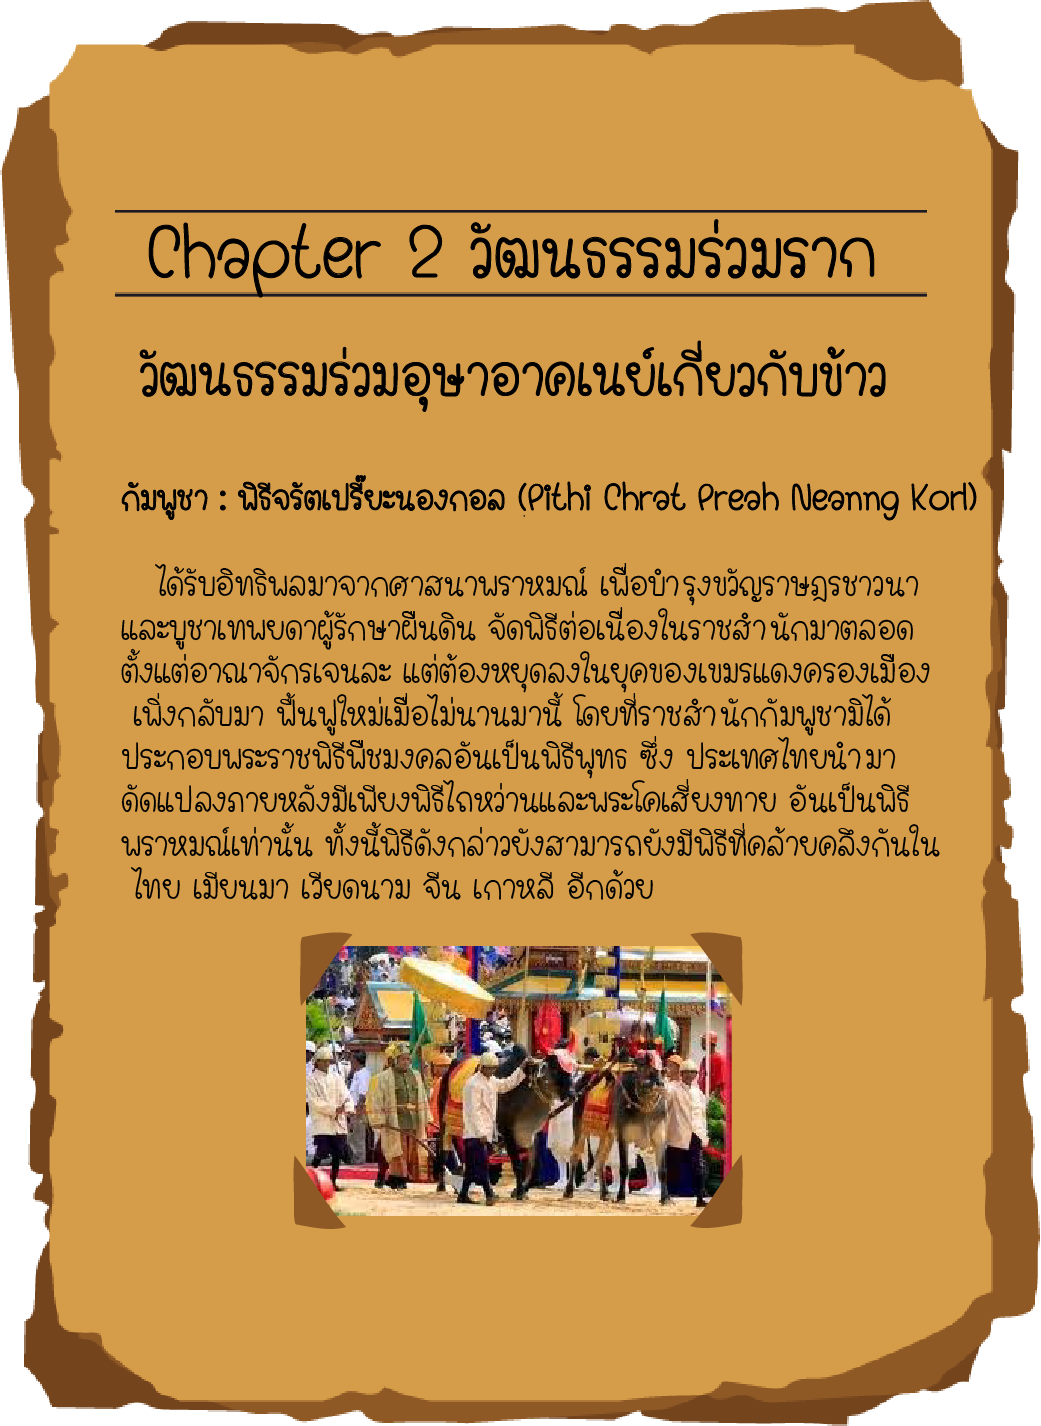 Chapter 2 วัฒนธรรมร่วมราก
วัฒนธรรมร่วมอุษาอาคเนย์เกี่ยวกับข้าว
กัมพูชา : พิธีจรัตเปรี๊ยะนองกอล (Pithi Chrat Preah Neanng Korl)
ได้รับอิทธิพลมาจากศาสนาพราหมณ์ เพื่อบำรุงขวัญราษฎรชาวนา
และบูชาเทพยดาผู้รักษาผืนดิน จัดพิธีต่อเนื่องในราชสำนักมาตลอด
ตั้งแต่อาณาจักรเจนละ แต่ต้องหยุดลงในยุคของเขมรแดงครองเมือง
เพิ่งกลับมา ฟื้นฟูใหม่เมื่อไม่นานมานี้ โดยที่ราชสำนักกัมพูชามิได้
ประกอบพระราชพิธีพืชมงคลอันเป็นพิธีพุทธ ซึ่ง ประเทศไทยนำมา
ดัดแปลงภายหลังมีเพียงพิธีไถหว่านและพระโคเสี่ยงทาย อันเป็นพิธี
พราหมณ์เท่านั้น ทั้งนี้พิธีดังกล่าวยังสามารถยังมีพิธีที่คล้ายคลึงกันใน
ไทย เมียนมา เวียดนาม จีน เกาหลี อีกด้วย